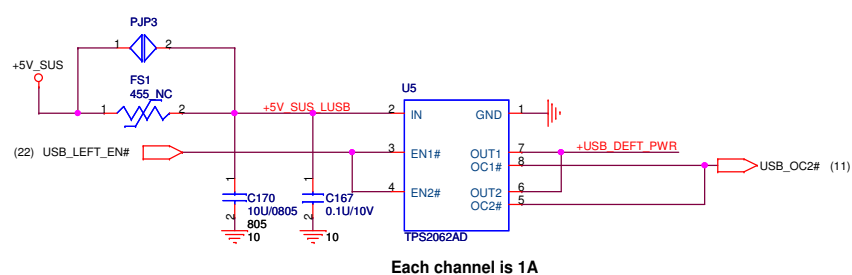 PJP3
1 2
+5V_SUS
FS1
455_NC
1 2
U5
+5V_SUS_LUSB 2 IN GND 1
(22) USB_LEFT_EN# 3 EN1# OUT1 7 +USB_DEFT_PWR
OC1# 8 USB_OC2# (11)
4 EN2# OUT2 6
OC2# 5
1 1
C170 C167
10U/0805 0.1U/10V
2 805 2
10 10
TPS2062AD
Each channel is 1A